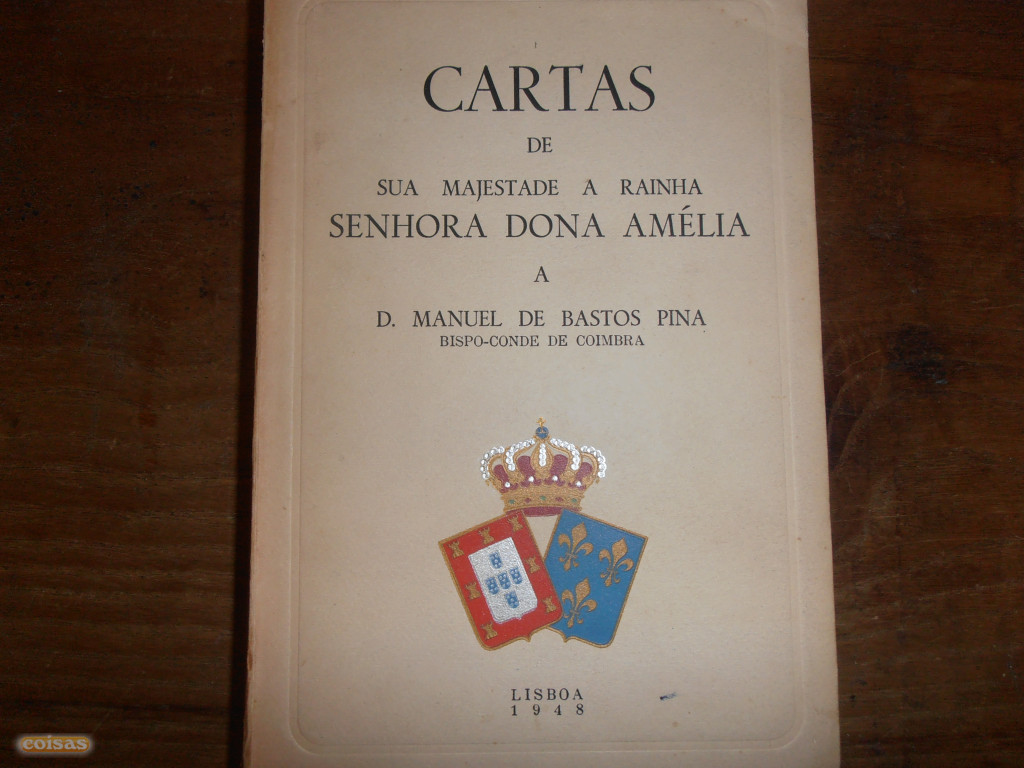 CARTAS
DE
SUA MAJESTADE A RAINHA
SENHORA DONA AMÉLIA
A
D. MANUEL DE BASTOS PINA
BISPO-CONDE DE COIMBRA
LISBOA
1948
coisas